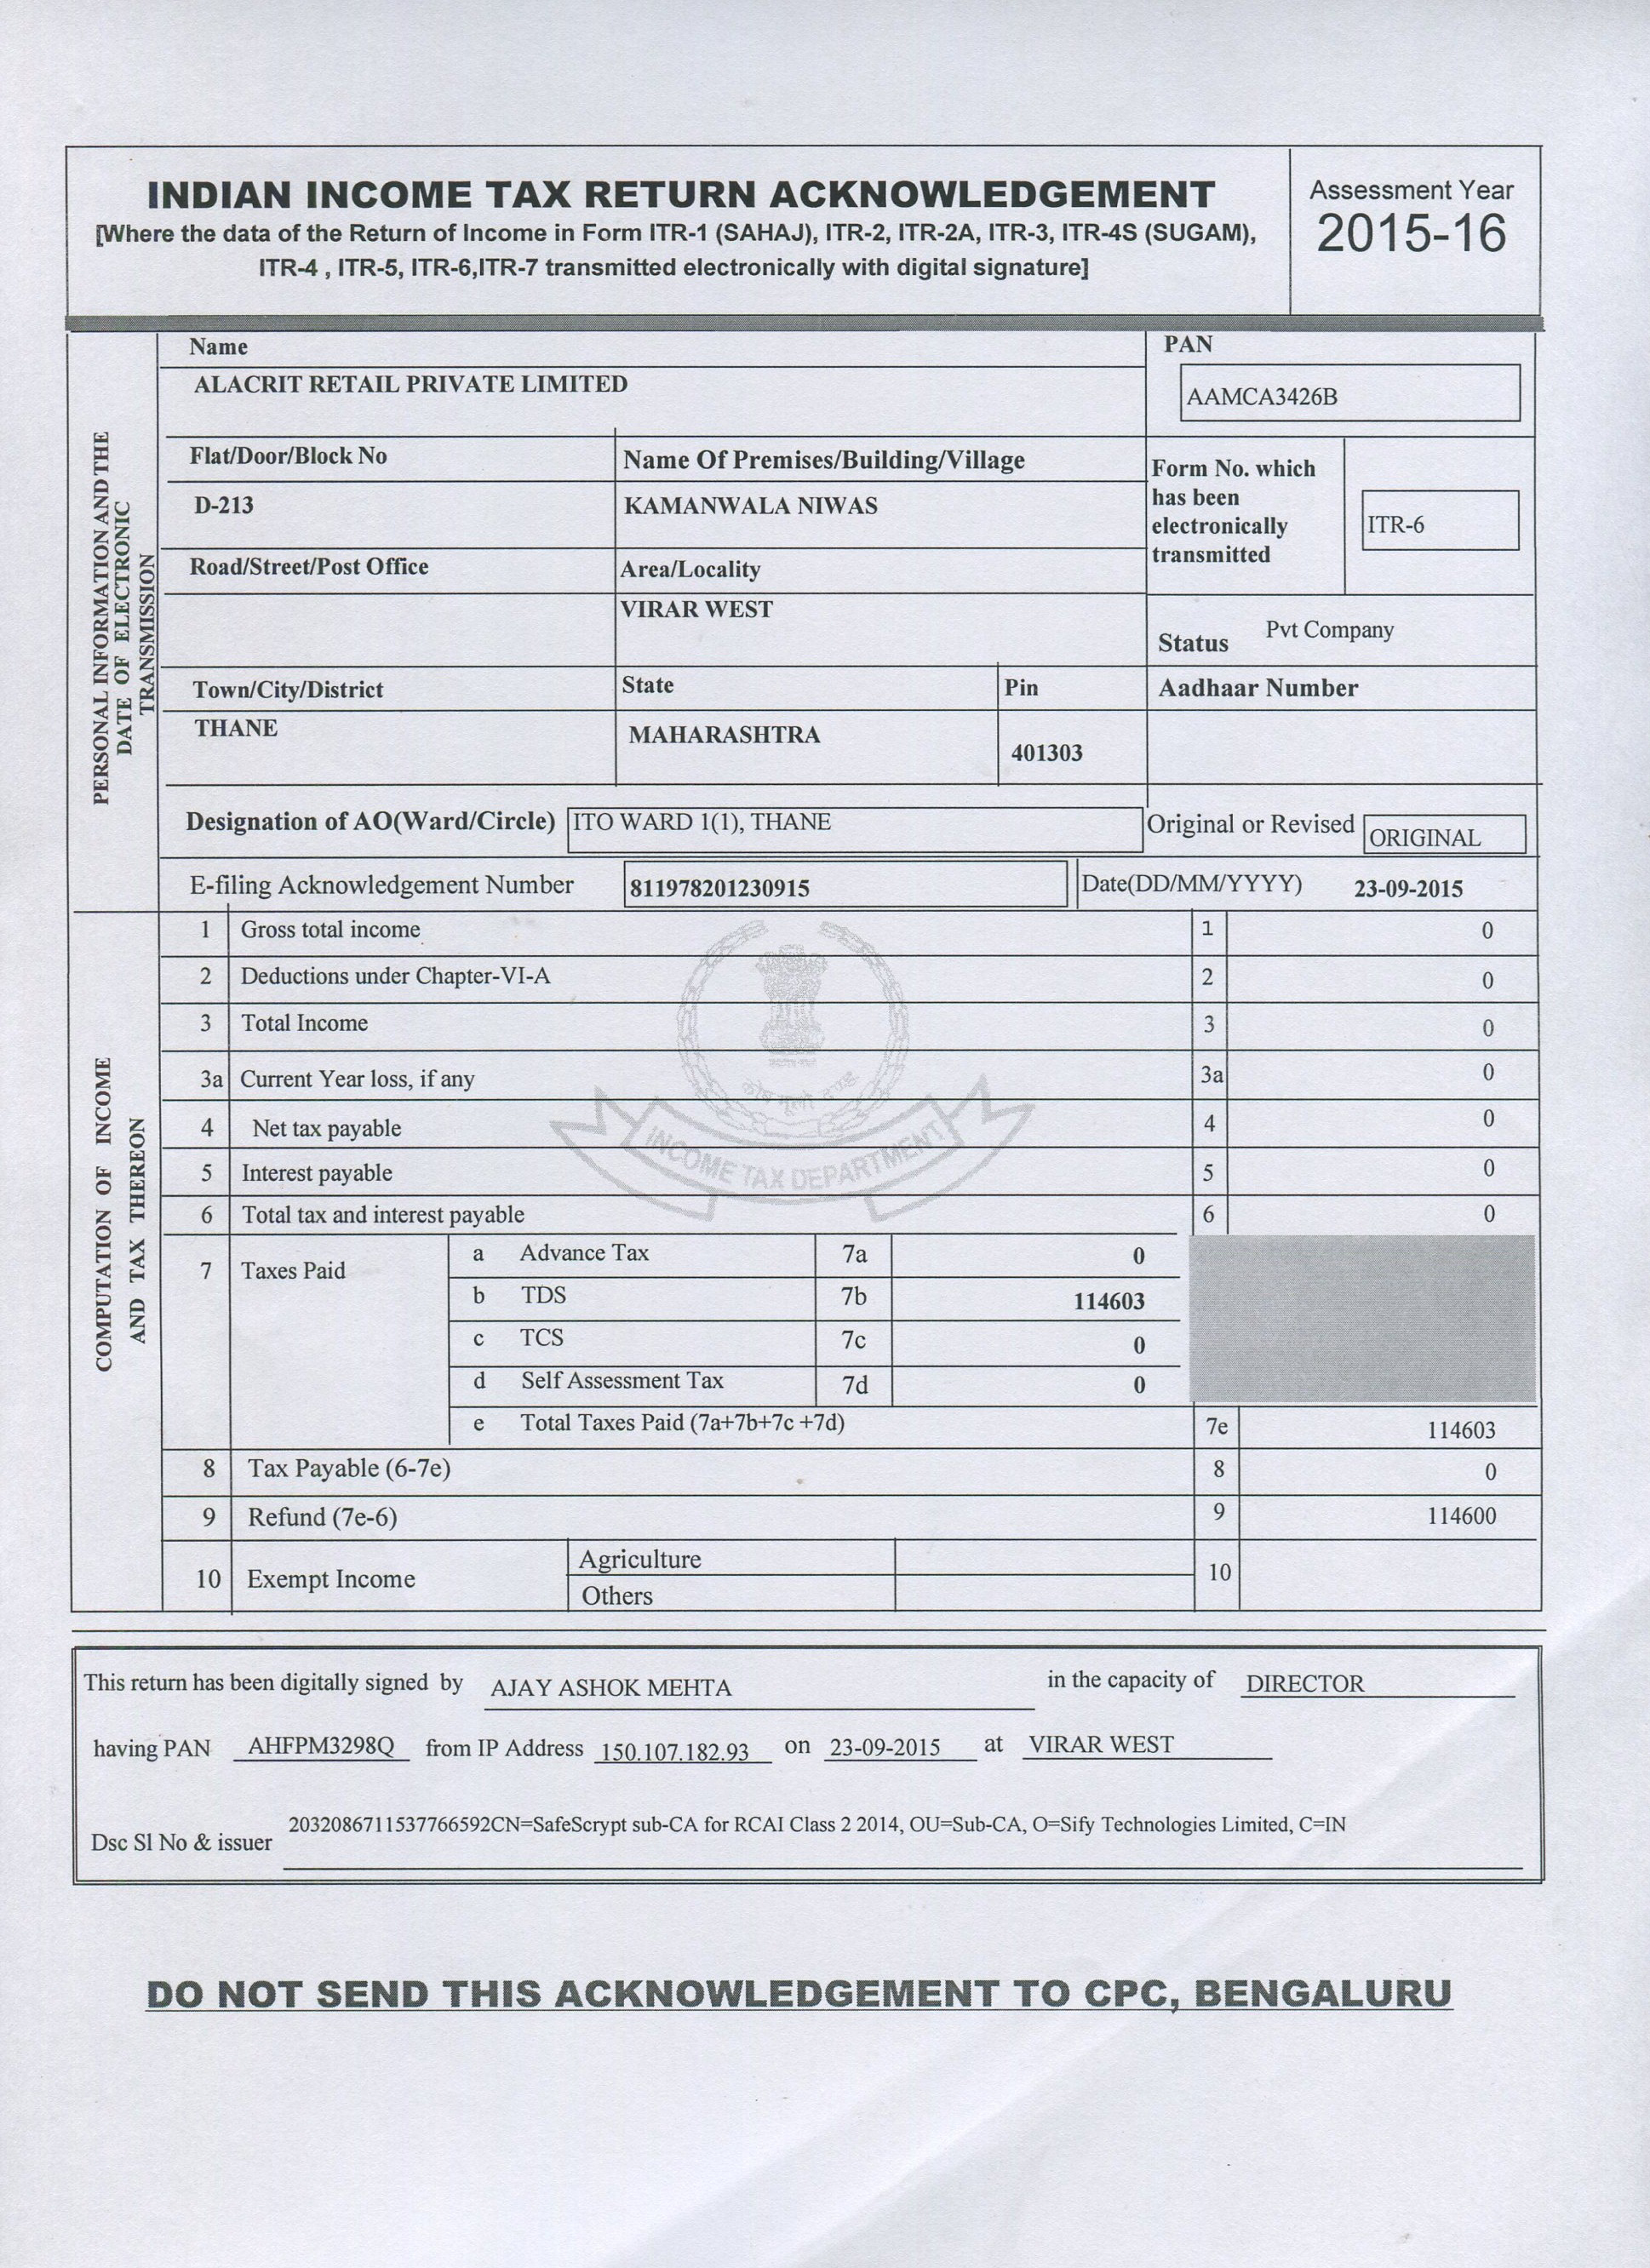 INDIAN INCOME TAX RETURN ACKNOWLEDGEMENT
[Where the data of the Return of Income in Form ITR-1 (SAHAJ), ITR-2, ITR-2A, ITR-3, ITR-4S (SUGAM),
ITR-4 , ITR-5, ITR-6,ITR-7 transmitted electronically with digital signature]
Assessment Year
2015-16
PERSONAL INFORMATION AND THE
DATE OF ELECTRONIC
TRANSMISSION
Name
PAN
ALACRIT RETAIL PRIVATE LIMITED
AAMCA3426B
Flat/Door/Block No
Name Of Premises/Building/Village
D-213
KAMANWALA NIWAS
Form No. which
has been
electronically
transmitted
ITR-6
Road/Street/Post Office
Area/Locality
VIRAR WEST
Status Pvt Company
Town/City/District
State
Pin
Aadhaar Number
THANE
MAHARASHTRA
401303
Designation of AO(Ward/Circle) ITO WARD 1(1), THANE
Original or Revised ORIGINAL
E-filing Acknowledgement Number 811978201230915
Date(DD/MM/YYYY) 23-09-2015
COMPUTATION OF INCOME
AND TAX THEREON
1 Gross total income 1 0
2 Deductions under Chapter-VI-A 2 0
3 Total Income 3 0
3a Current Year loss, if any 3a 0
4 Net tax payable 4 0
5 Interest payable 5 0
6 Total tax and interest payable 6 0
7 Taxes Paid
a Advance Tax 7a 0
b TDS 7b 114603
c TCS 7c 0
d Self Assessment Tax 7d 0
e Total Taxes Paid (7a+7b+7c +7d) 7e 114603
8 Tax Payable (6-7e) 8 0
9 Refund (7e-6) 9 114600
10 Exempt Income
Agriculture
Others
10
कोष मूलो दण्ड
INCOME TAX DEPARTMENT
This return has been digitally signed by AJAY ASHOK MEHTA in the capacity of DIRECTOR
having PAN AHFPM3298Q from IP Address 150.107.182.93 on 23-09-2015 at VIRAR WEST
Dsc Sl No & issuer 2032086711537766592CN=SafeScrypt sub-CA for RCAI Class 2 2014, OU=Sub-CA, O=Sify Technologies Limited, C=IN
DO NOT SEND THIS ACKNOWLEDGEMENT TO CPC, BENGALURU